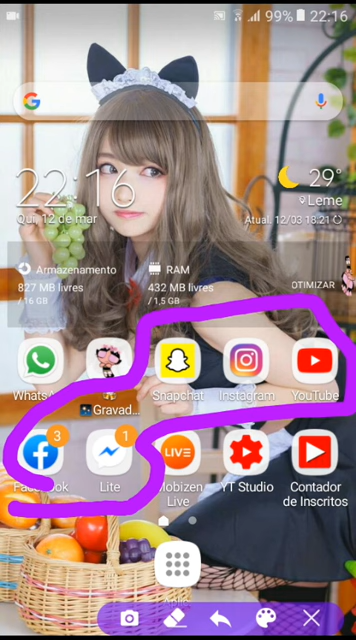 99% 22:16
22:16
Qui, 12 de mar
29°
Leme
Atual. 12/03 18:21
Armazenamento
827 MB livres
/ 16 GB
RAM
432 MB livres
/ 1,5 GB
OTIMIZAR
Snapchat
Instagram
YouTube
Gravad...
3
1
Lite
LIVE
Mobizen
Live
YT Studio
Contador
de Inscritos